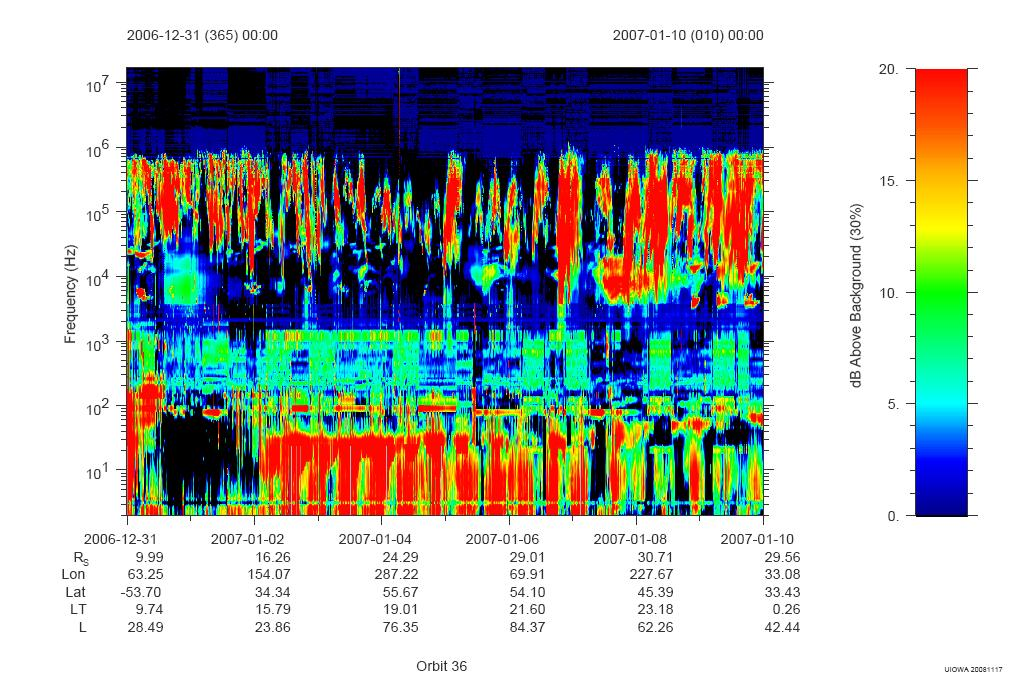 2006-12-31 (365) 00:00 2007-01-10 (010) 00:00
10^7
10^6
10^5
10^4
10^3
10^2
10^1
Frequency (Hz)
20.
15.
10.
5.
0.
dB Above Background (30%)
2006-12-31 2007-01-02 2007-01-04 2007-01-06 2007-01-08 2007-01-10
R_S 9.99 16.26 24.29 29.01 30.71 29.56
Lon 63.25 154.07 287.22 69.91 227.67 33.08
Lat -53.70 34.34 55.67 54.10 45.39 33.43
LT 9.74 15.79 19.01 21.60 23.18 0.26
L 28.49 23.86 76.35 84.37 62.26 42.44
Orbit 36
UIOWA 20081117